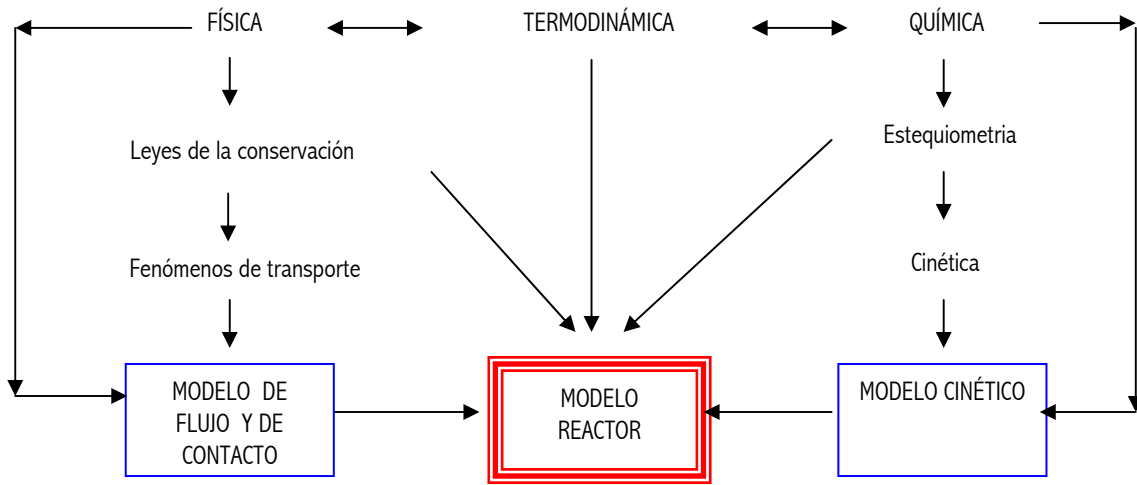 FÍSICA
TERMODINÁMICA
QUÍMICA
Leyes de la conservación
Estequiometria
Fenómenos de transporte
Cinética
MODELO DE
FLUJO Y DE
CONTACTO
MODELO
REACTOR
MODELO CINÉTICO